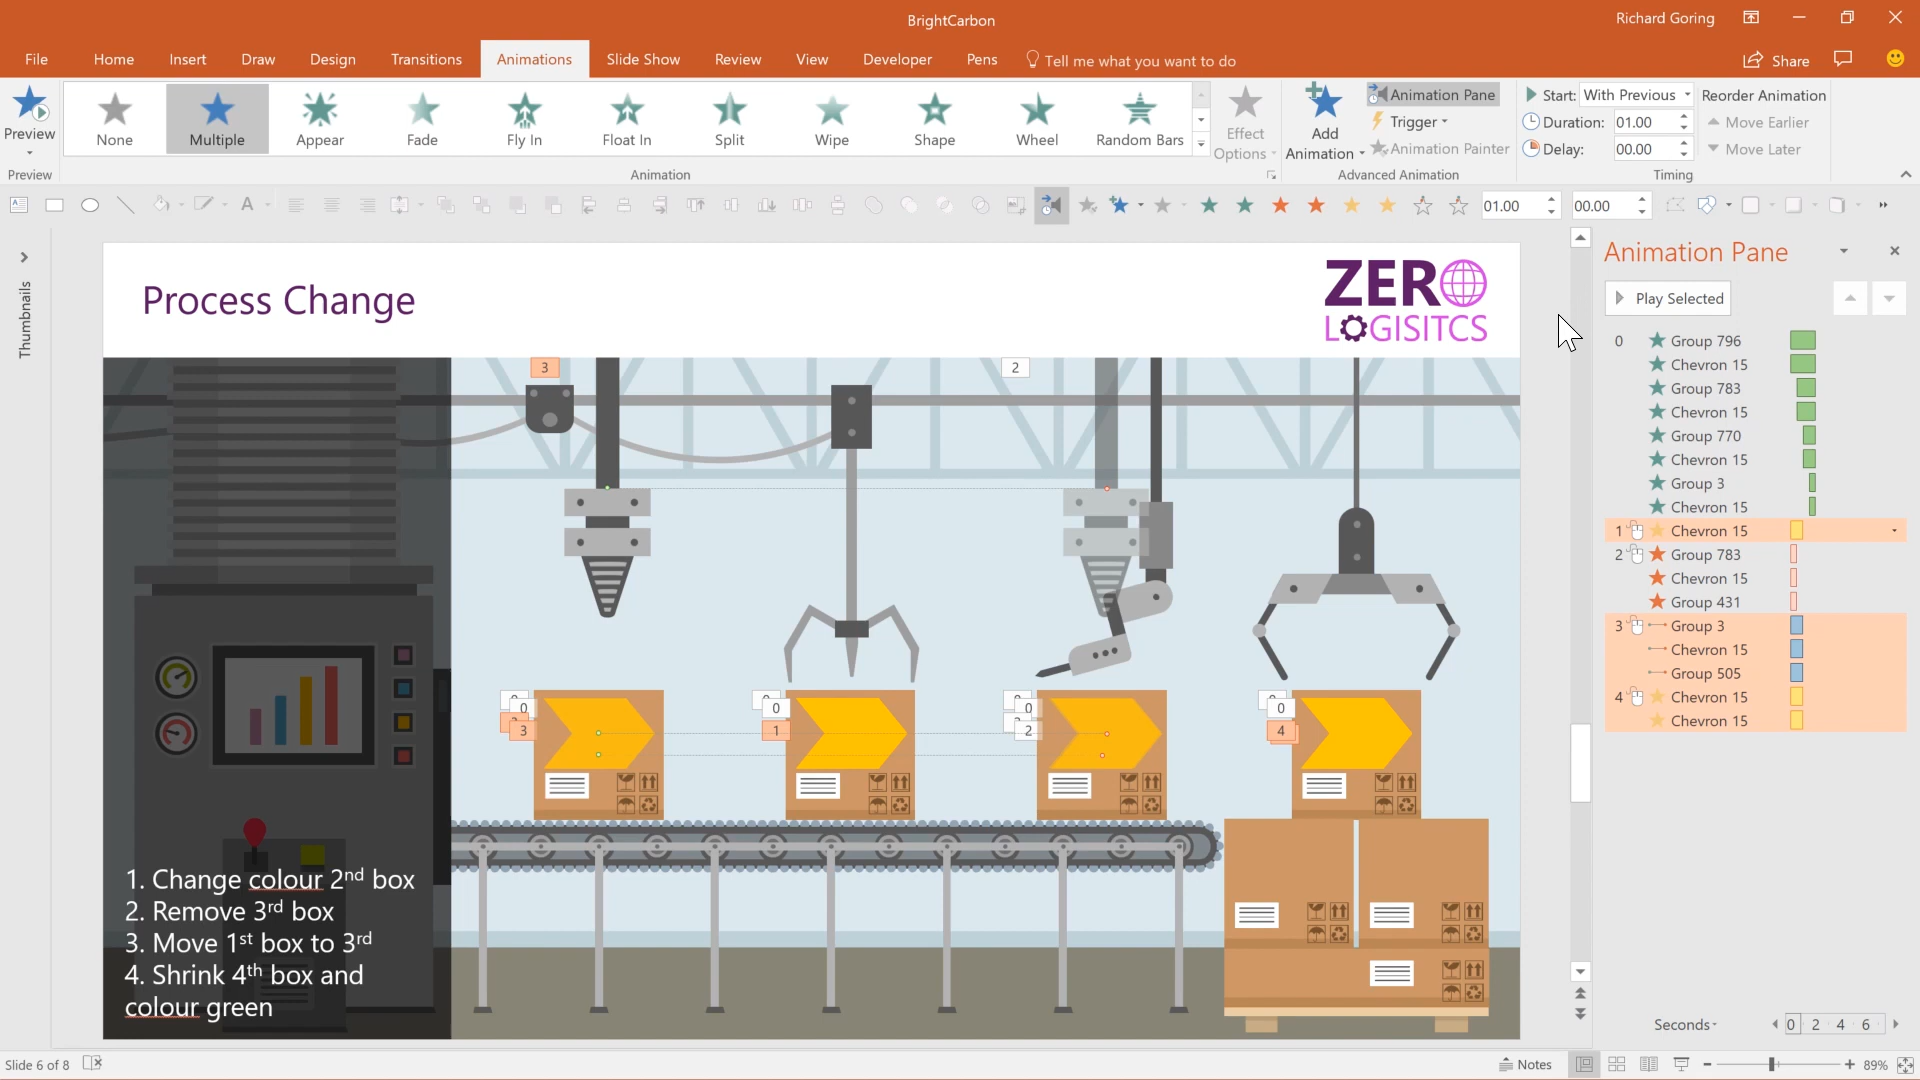 BrightCarbon
Richard Goring
File Home Insert Draw Design Transitions Animations Slide Show Review View Developer Pens Tell me what you want to do
Share
Preview
None Multiple Appear Fade Fly In Float In Split Wipe Shape Wheel Random Bars
Effect Options
Add Animation
Animation Pane
Trigger
Animation Painter
Start: With Previous
Duration: 01.00
Delay: 00.00
Reorder Animation
Move Earlier
Move Later
Preview
Animation
Advanced Animation
Timing
01.00 00.00
Thumbnails
Process Change
ZERO
LOGISITCS
3 2
0 0 0 0
3 1 2 4
1. Change colour 2nd box
2. Remove 3rd box
3. Move 1st box to 3rd
4. Shrink 4th box and
colour green
Animation Pane
Play Selected
0 Group 796
Chevron 15
Group 783
Chevron 15
Group 770
Chevron 15
Group 3
Chevron 15
1 Chevron 15
2 Group 783
Chevron 15
Group 431
3 Group 3
Chevron 15
Group 505
4 Chevron 15
Chevron 15
Seconds 0 2 4 6
Slide 6 of 8
Notes
89%